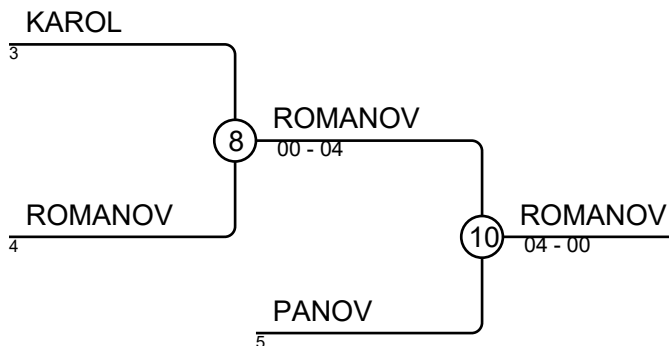 KAROL
3
8
ROMANOV
00 - 04
ROMANOV
4
10
ROMANOV
04 - 00
PANOV
5